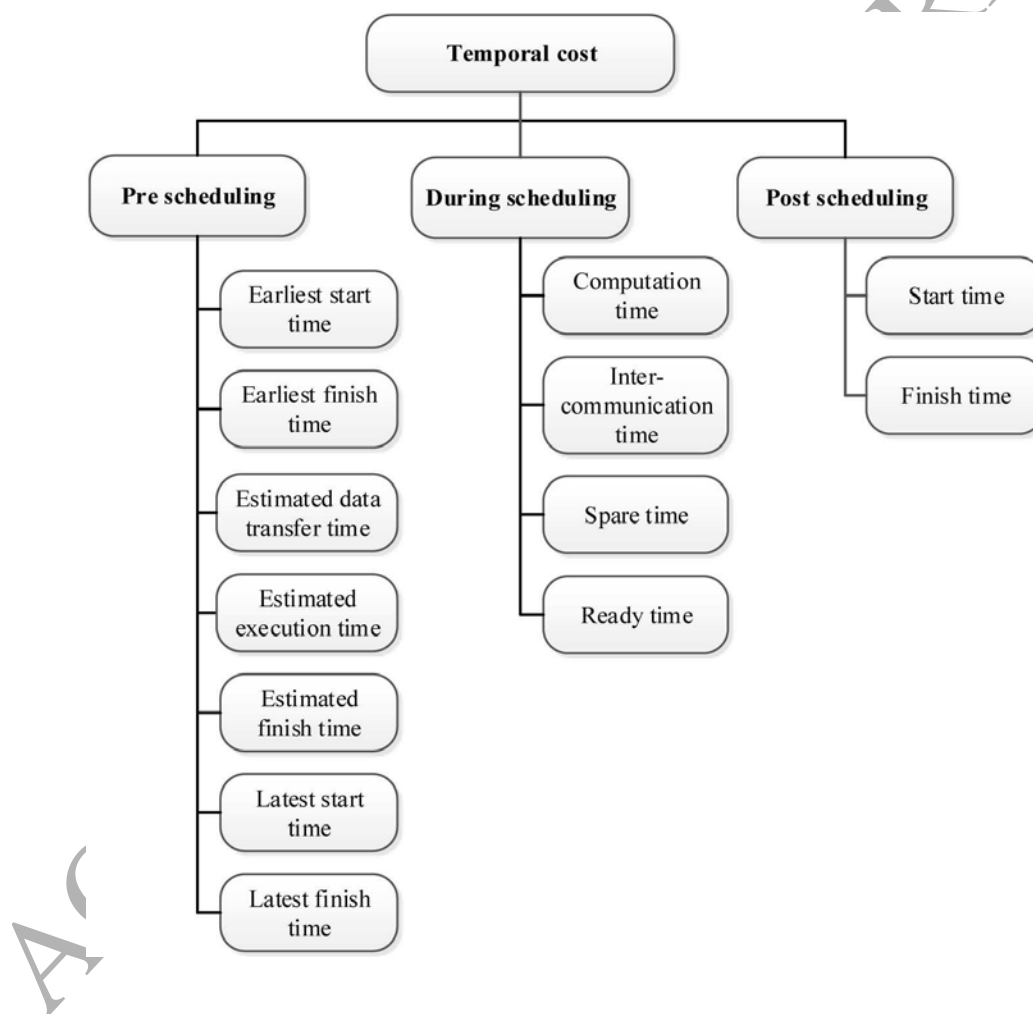 Temporal cost
Pre scheduling
During scheduling
Post scheduling
Earliest start
time
Earliest finish
time
Estimated data
transfer time
Estimated
execution time
Estimated
finish time
Latest start
time
Latest finish
time
Computation
time
Inter-
communication
time
Spare time
Ready time
Start time
Finish time